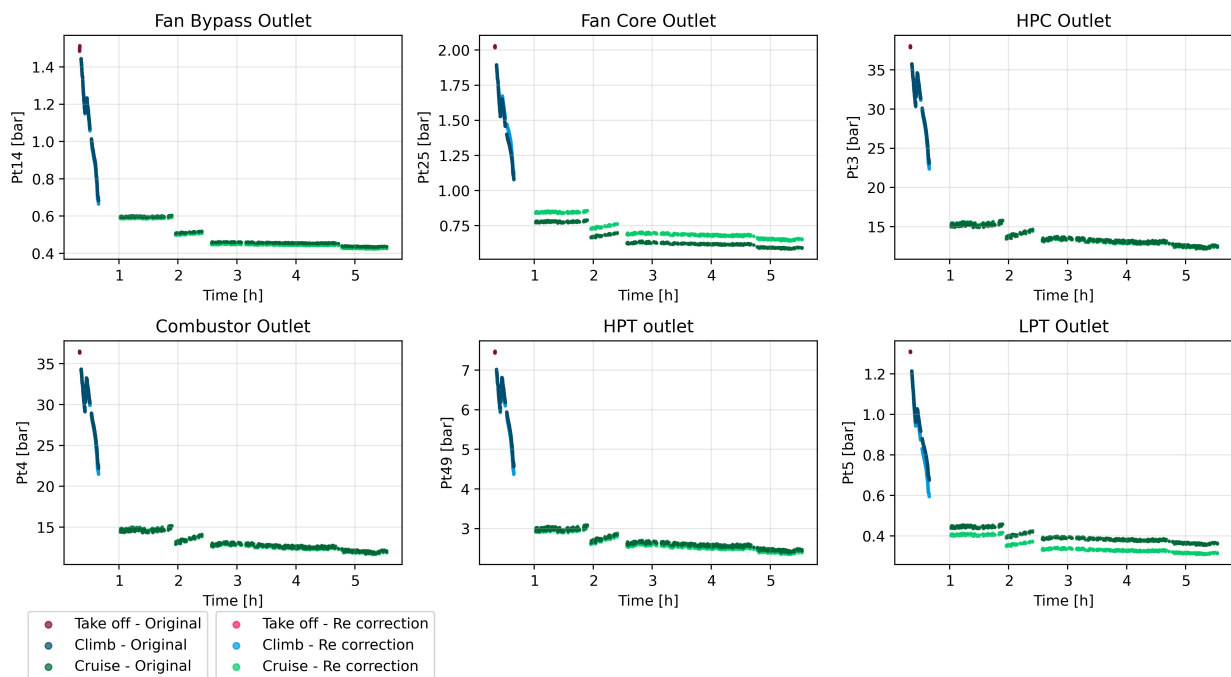 Fan Bypass Outlet
1.4
1.2
1.0
0.8
0.6
0.4
Pt14 [bar]
1 2 3 4 5
Time [h]
Fan Core Outlet
2.00
1.75
1.50
1.25
1.00
0.75
Pt25 [bar]
1 2 3 4 5
Time [h]
HPC Outlet
35
30
25
20
15
Pt3 [bar]
1 2 3 4 5
Time [h]
Combustor Outlet
35
30
25
20
15
Pt4 [bar]
1 2 3 4 5
Time [h]
HPT outlet
7
6
5
4
3
Pt49 [bar]
1 2 3 4 5
Time [h]
LPT Outlet
1.2
1.0
0.8
0.6
0.4
Pt5 [bar]
1 2 3 4 5
Time [h]
Take off - Original
Climb - Original
Cruise - Original
Take off - Re correction
Climb - Re correction
Cruise - Re correction